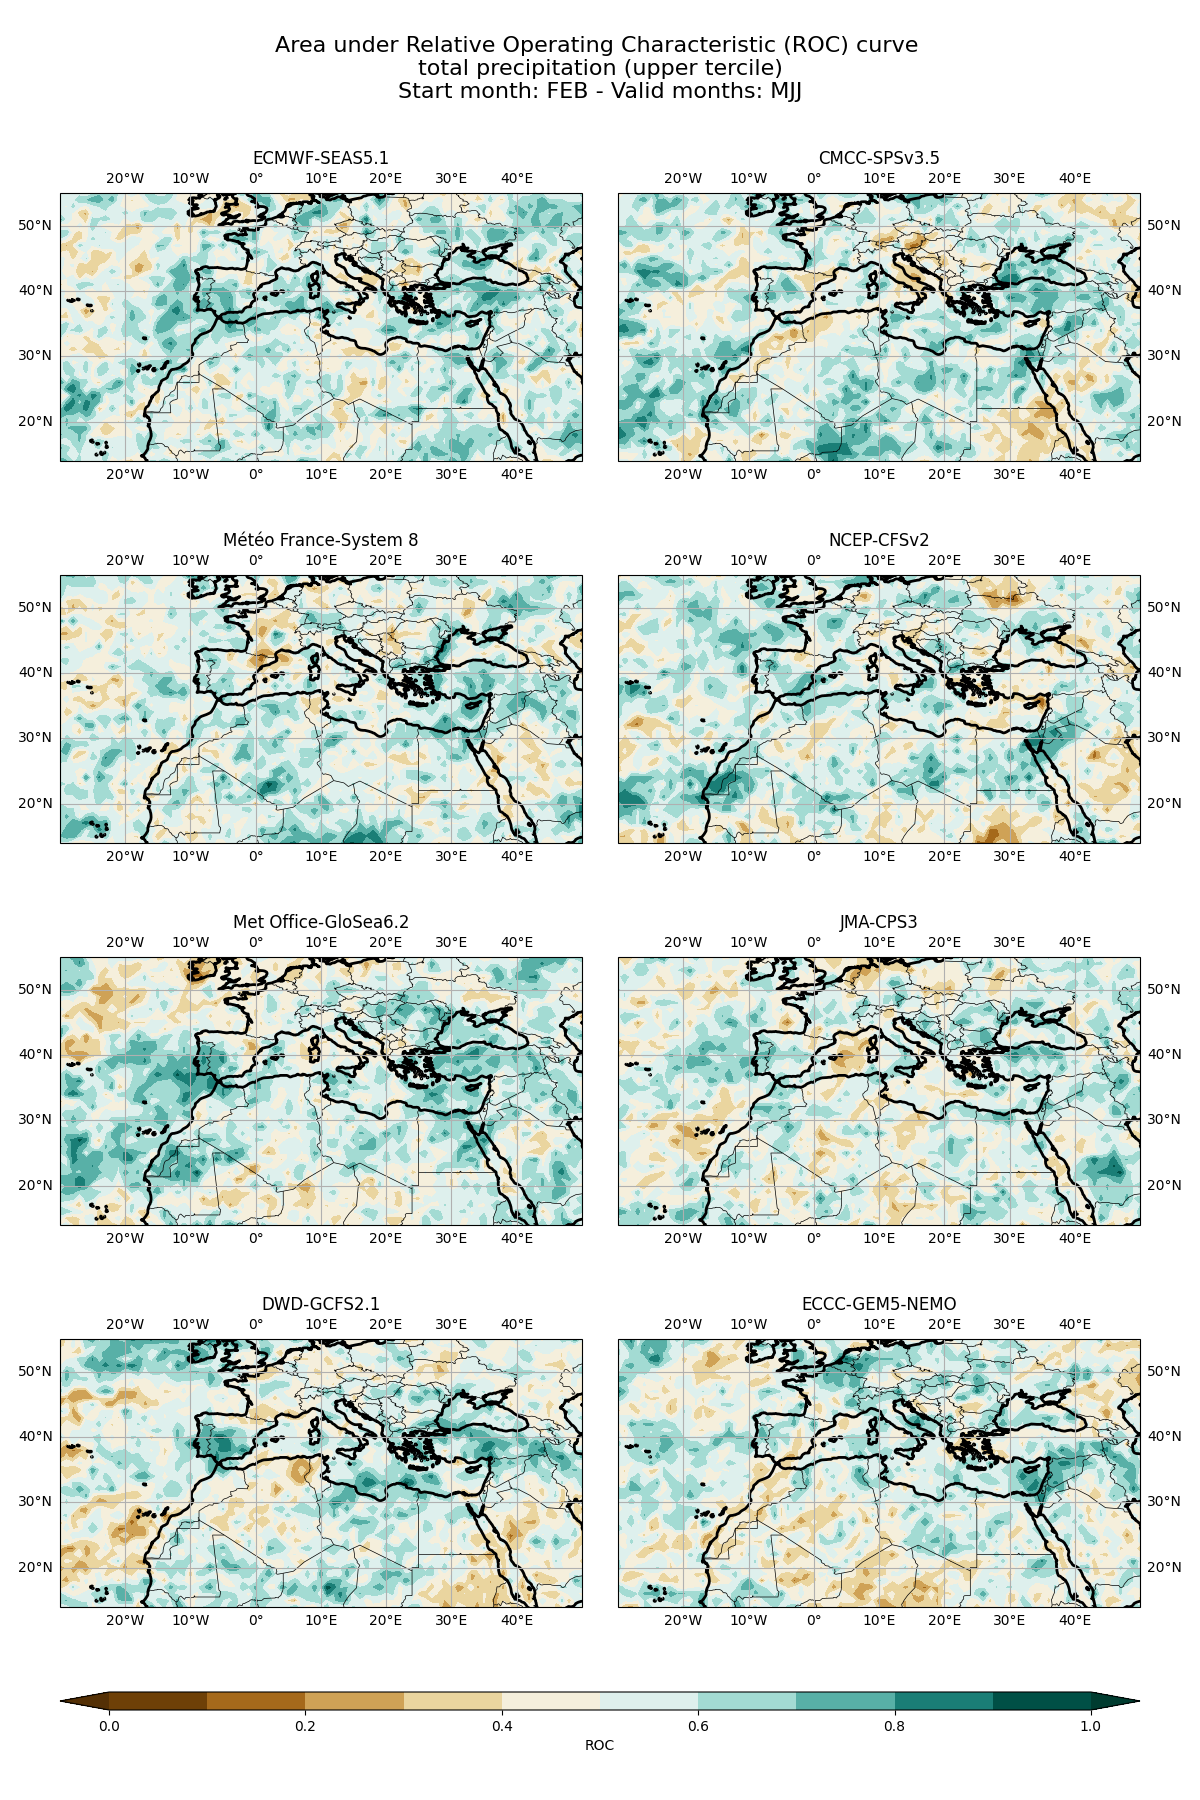 Area under Relative Operating Characteristic (ROC) curve
total precipitation (upper tercile)
Start month: FEB - Valid months: MJJ
ECMWF-SEAS5.1
20°W 10°W 0° 10°E 20°E 30°E 40°E
50°N
40°N
30°N
20°N
20°W 10°W 0° 10°E 20°E 30°E 40°E
CMCC-SPSv3.5
20°W 10°W 0° 10°E 20°E 30°E 40°E
50°N
40°N
30°N
20°N
20°W 10°W 0° 10°E 20°E 30°E 40°E
Météo France-System 8
20°W 10°W 0° 10°E 20°E 30°E 40°E
50°N
40°N
30°N
20°N
20°W 10°W 0° 10°E 20°E 30°E 40°E
NCEP-CFSv2
20°W 10°W 0° 10°E 20°E 30°E 40°E
50°N
40°N
30°N
20°N
20°W 10°W 0° 10°E 20°E 30°E 40°E
Met Office-GloSea6.2
20°W 10°W 0° 10°E 20°E 30°E 40°E
50°N
40°N
30°N
20°N
20°W 10°W 0° 10°E 20°E 30°E 40°E
JMA-CPS3
20°W 10°W 0° 10°E 20°E 30°E 40°E
50°N
40°N
30°N
20°N
20°W 10°W 0° 10°E 20°E 30°E 40°E
DWD-GCFS2.1
20°W 10°W 0° 10°E 20°E 30°E 40°E
50°N
40°N
30°N
20°N
20°W 10°W 0° 10°E 20°E 30°E 40°E
ECCC-GEM5-NEMO
20°W 10°W 0° 10°E 20°E 30°E 40°E
50°N
40°N
30°N
20°N
20°W 10°W 0° 10°E 20°E 30°E 40°E
0.0 0.2 0.4 0.6 0.8 1.0
ROC